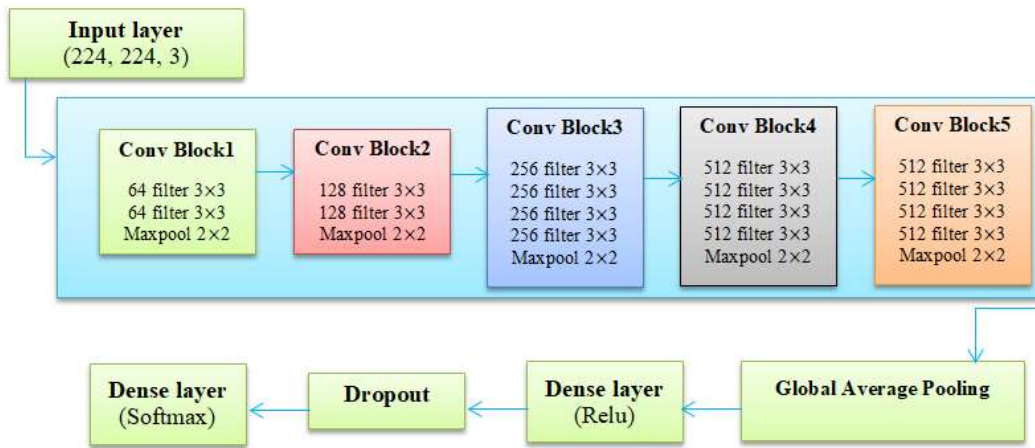 Input layer
(224, 224, 3)
Conv Block1
64 filter 3×3
64 filter 3×3
Maxpool 2×2
Conv Block2
128 filter 3×3
128 filter 3×3
Maxpool 2×2
Conv Block3
256 filter 3×3
256 filter 3×3
256 filter 3×3
256 filter 3×3
Maxpool 2×2
Conv Block4
512 filter 3×3
512 filter 3×3
512 filter 3×3
512 filter 3×3
Maxpool 2×2
Conv Block5
512 filter 3×3
512 filter 3×3
512 filter 3×3
512 filter 3×3
Maxpool 2×2
Global Average Pooling
Dense layer
(Relu)
Dropout
Dense layer
(Softmax)